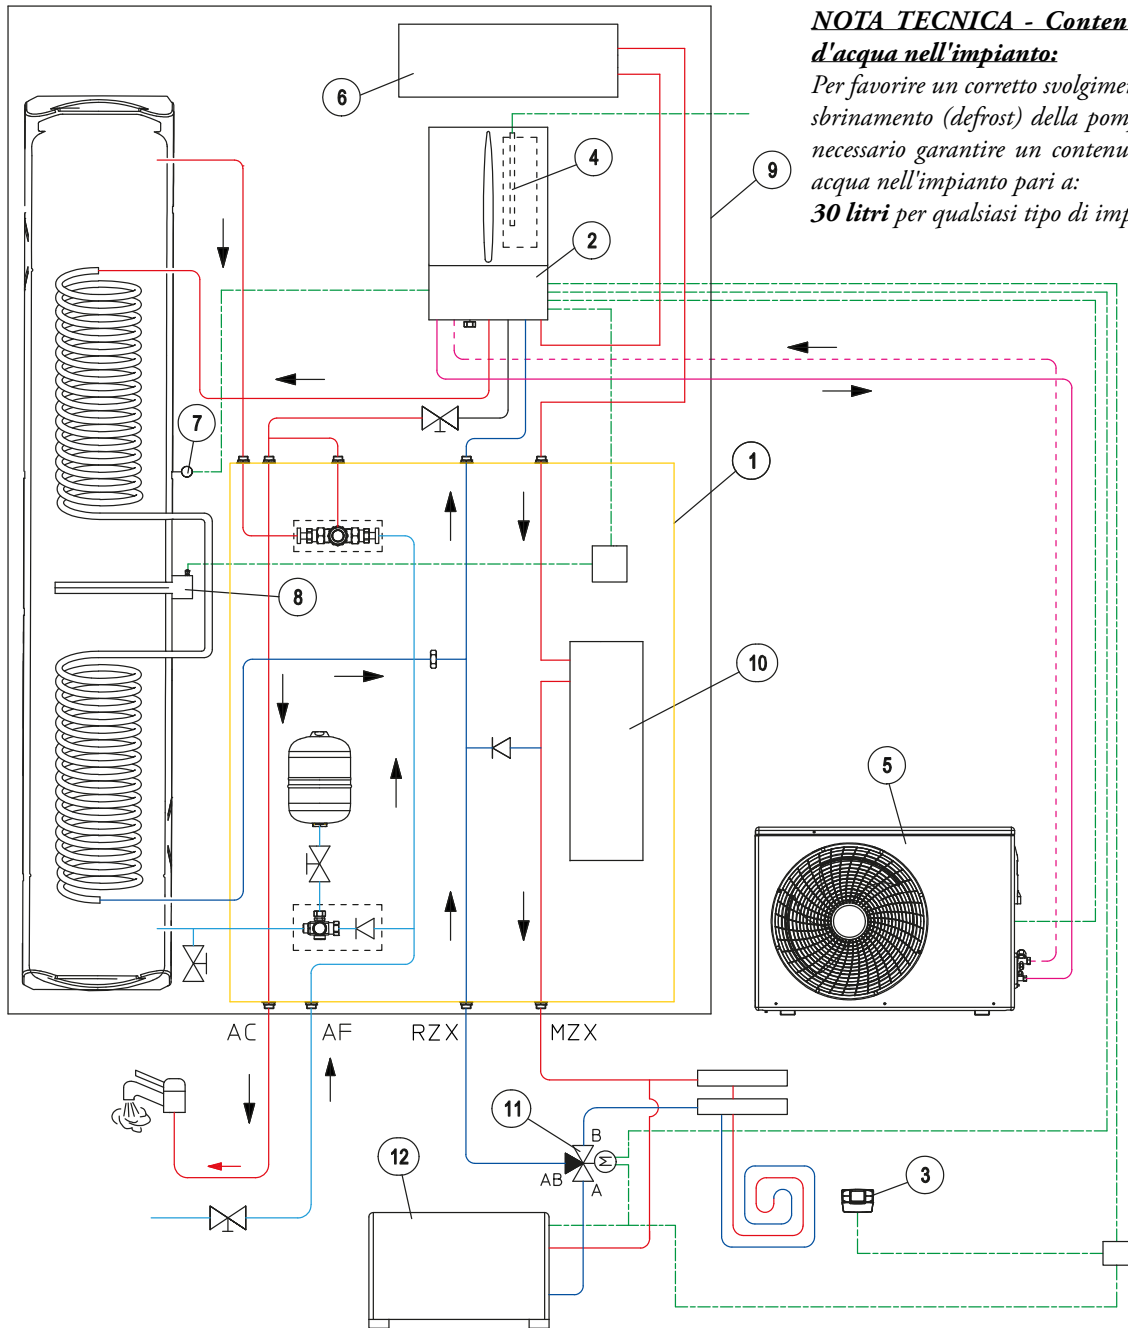 NOTA TECNICA - Conten
d'acqua nell'impianto:
Per favorire un corretto svolgimen
sbrinamento (defrost) della pomp
necessario garantire un contenu
acqua nell'impianto pari a:
30 litri per qualsiasi tipo di imp
6
4
9
2
7
1
8
10
5
AC
AF
RZX
MZX
11
B
M
AB
A
12
3